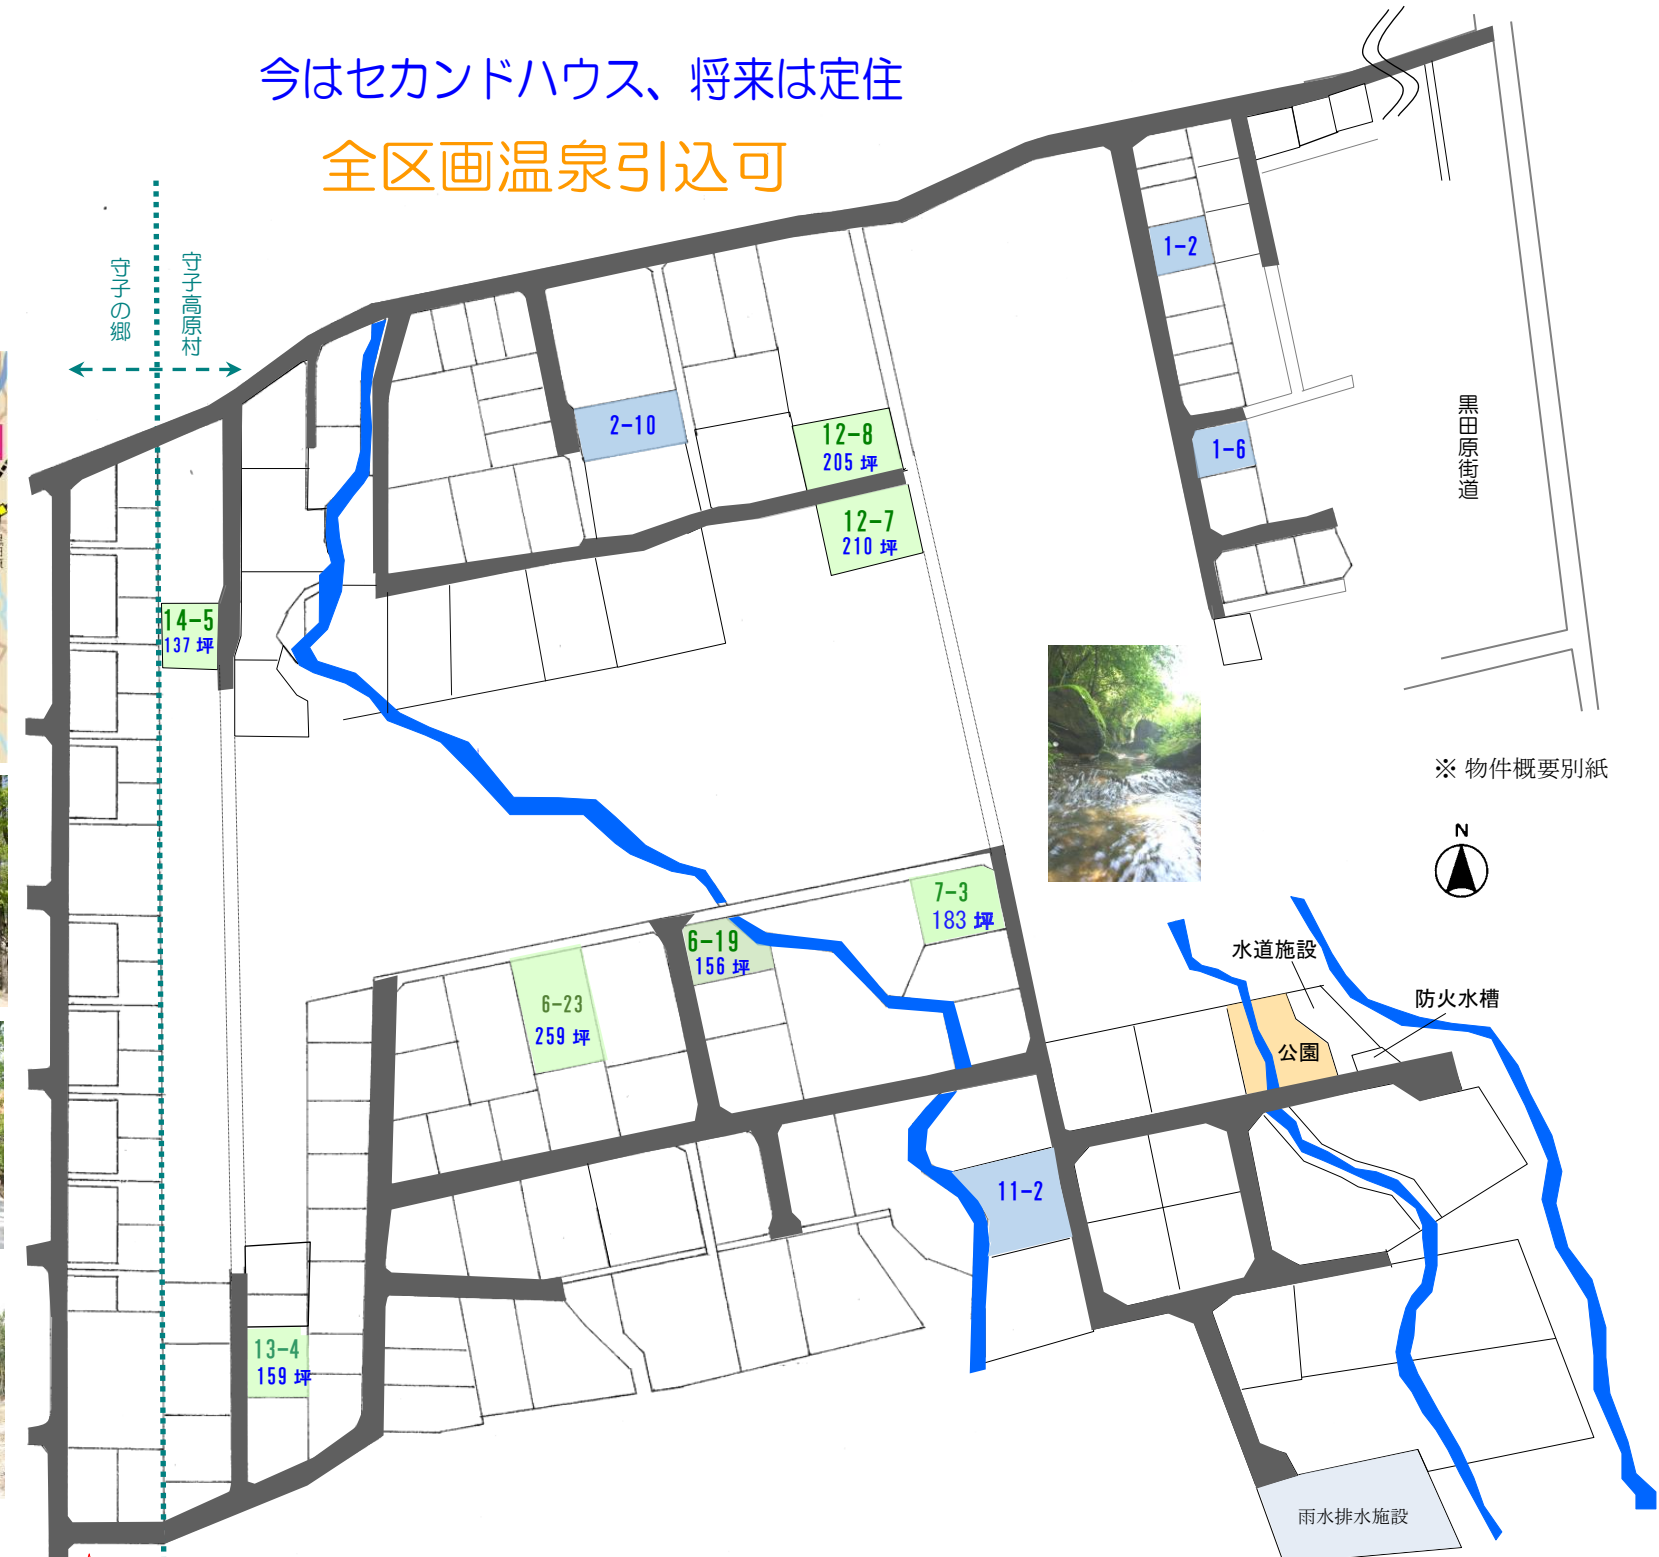 今はセカンドハウス、将来は定住
全区画温泉引込可
守子の郷
守子高原村
1-2
2-10
12-8
205 坪
1-6
黒田原街道
12-7
210 坪
14-5
137 坪
※ 物件概要別紙
N
7-3
183 坪
6-19
156 坪
水道施設
6-23
259 坪
防火水槽
公園
11-2
13-4
159 坪
雨水排水施設